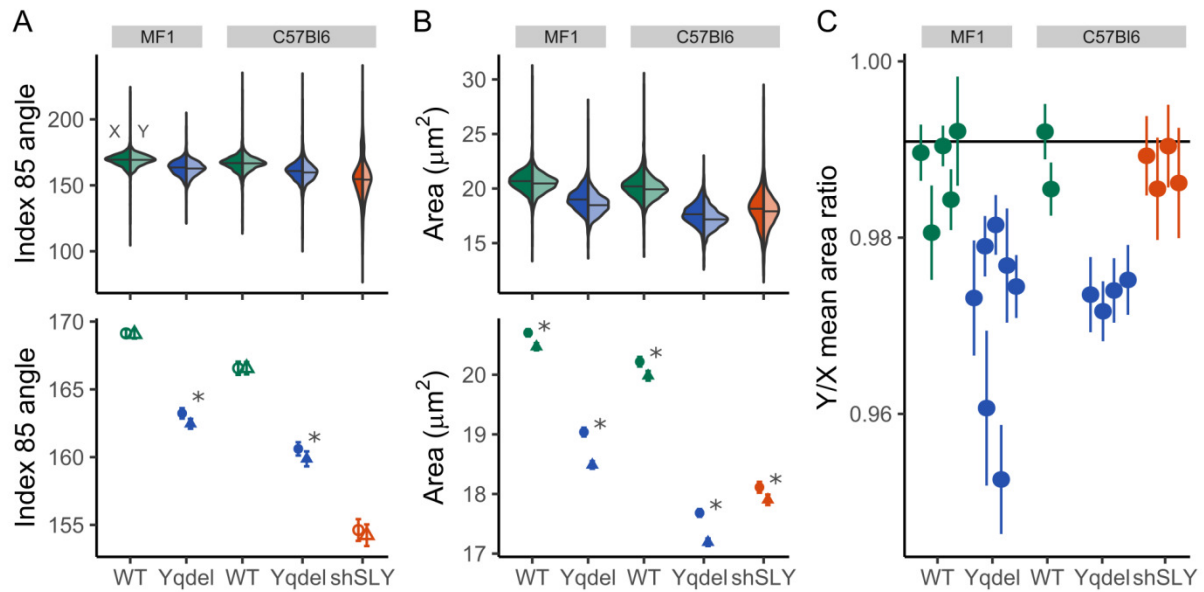 A
MF1 C57Bl6
Index 85 angle
200
150
100
X Y
Index 85 angle
170
165
160
155
*
*
WT Yqdel WT Yqdel shSLY
B
MF1 C57Bl6
Area (μm²)
30
25
20
15
Area (μm²)
20
19
18
17
*
*
*
*
*
WT Yqdel WT Yqdel shSLY
C
MF1 C57Bl6
Y/X mean area ratio
1.00
0.98
0.96
WT Yqdel WT Yqdel shSLY